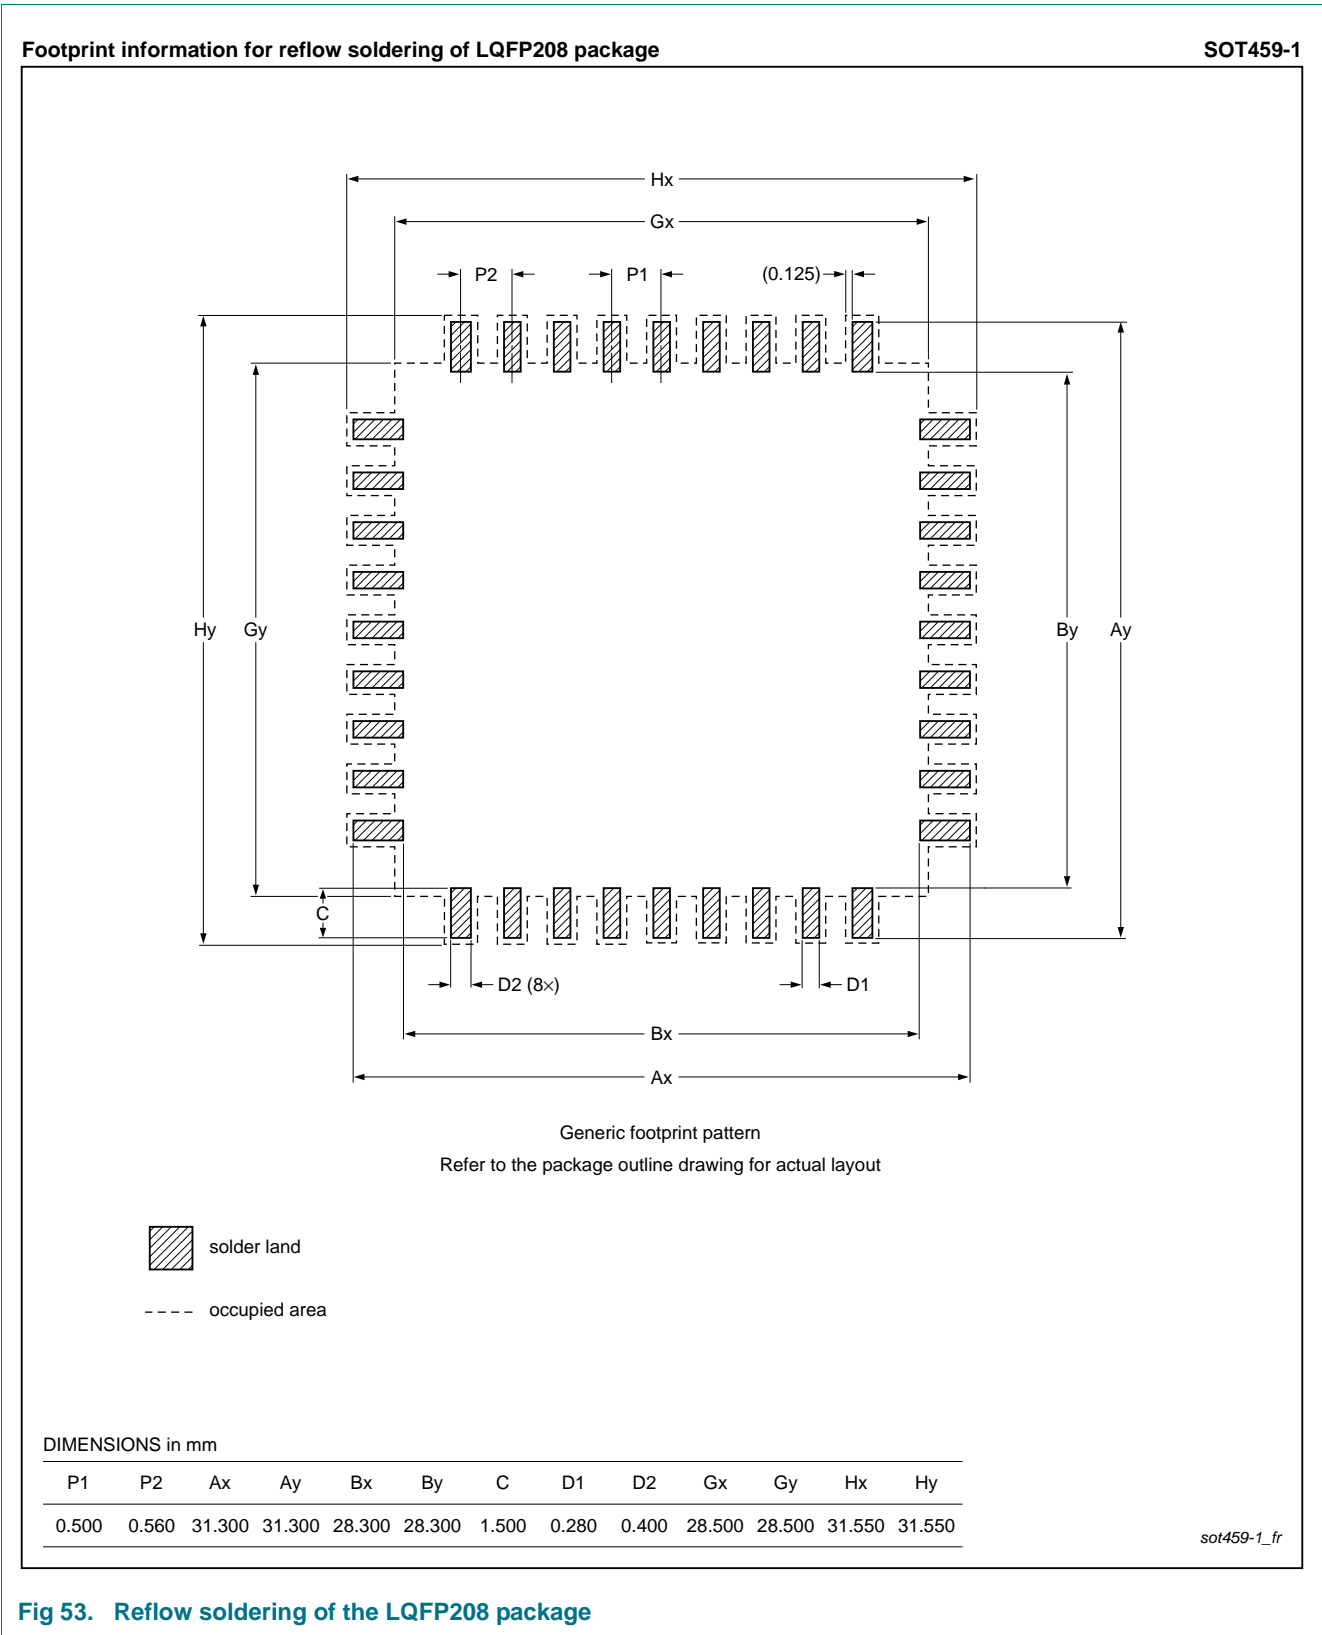 Footprint information for reflow soldering of LQFP208 package SOT459-1
Hx
Gx
P2 P1 (0.125)
Hy Gy By Ay
C
D2 (8×) D1
Bx
Ax
Generic footprint pattern
Refer to the package outline drawing for actual layout
solder land
occupied area
DIMENSIONS in mm
P1 P2 Ax Ay Bx By C D1 D2 Gx Gy Hx Hy
0.500 0.560 31.300 31.300 28.300 28.300 1.500 0.280 0.400 28.500 28.500 31.550 31.550
sot459-1_fr
Fig 53. Reflow soldering of the LQFP208 package